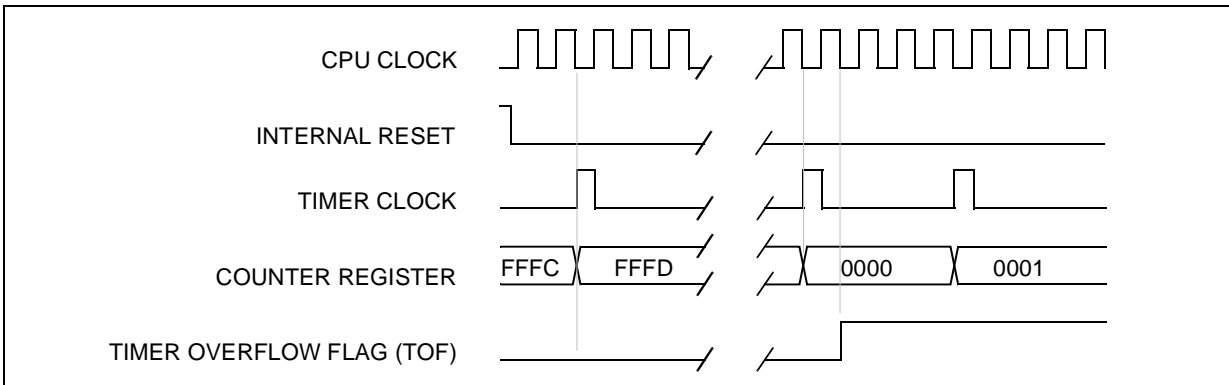 CPU CLOCK
INTERNAL RESET
TIMER CLOCK
COUNTER REGISTER FFFC FFFD 0000 0001
TIMER OVERFLOW FLAG (TOF)